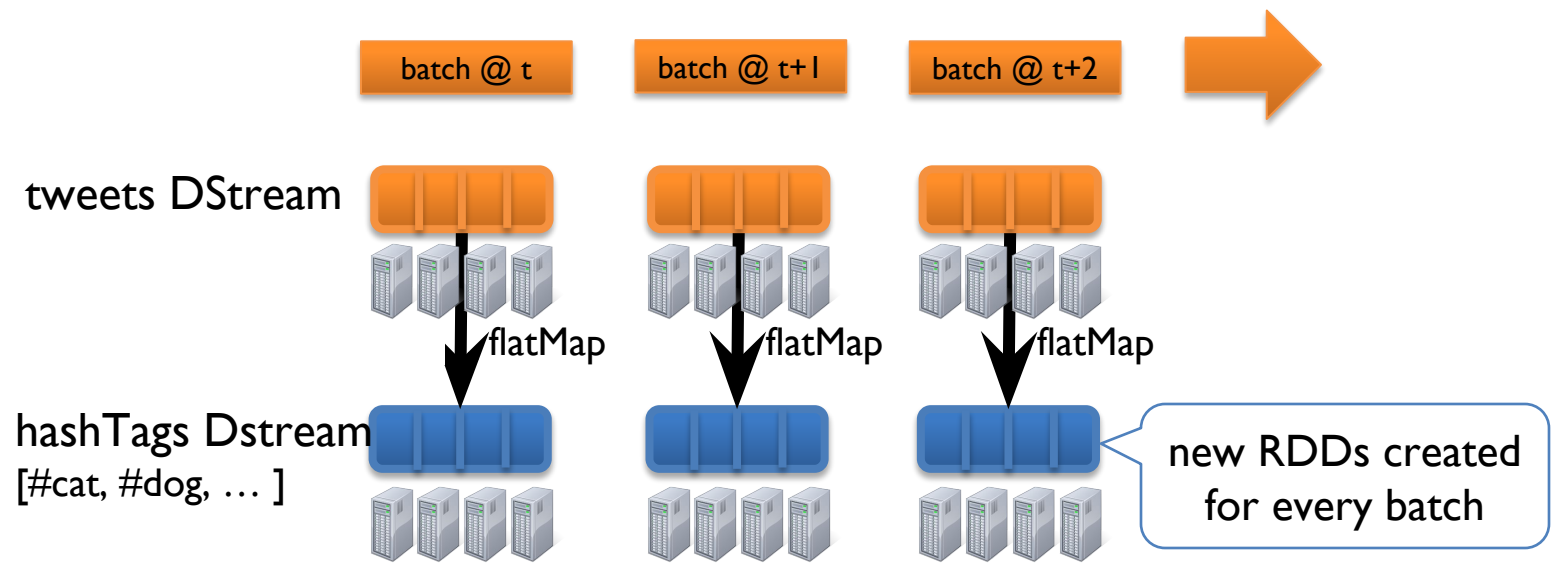 batch @ t
batch @ t+1
batch @ t+2
tweets DStream
flatMap
flatMap
flatMap
hashTags Dstream
[#cat, #dog, … ]
new RDDs created
for every batch